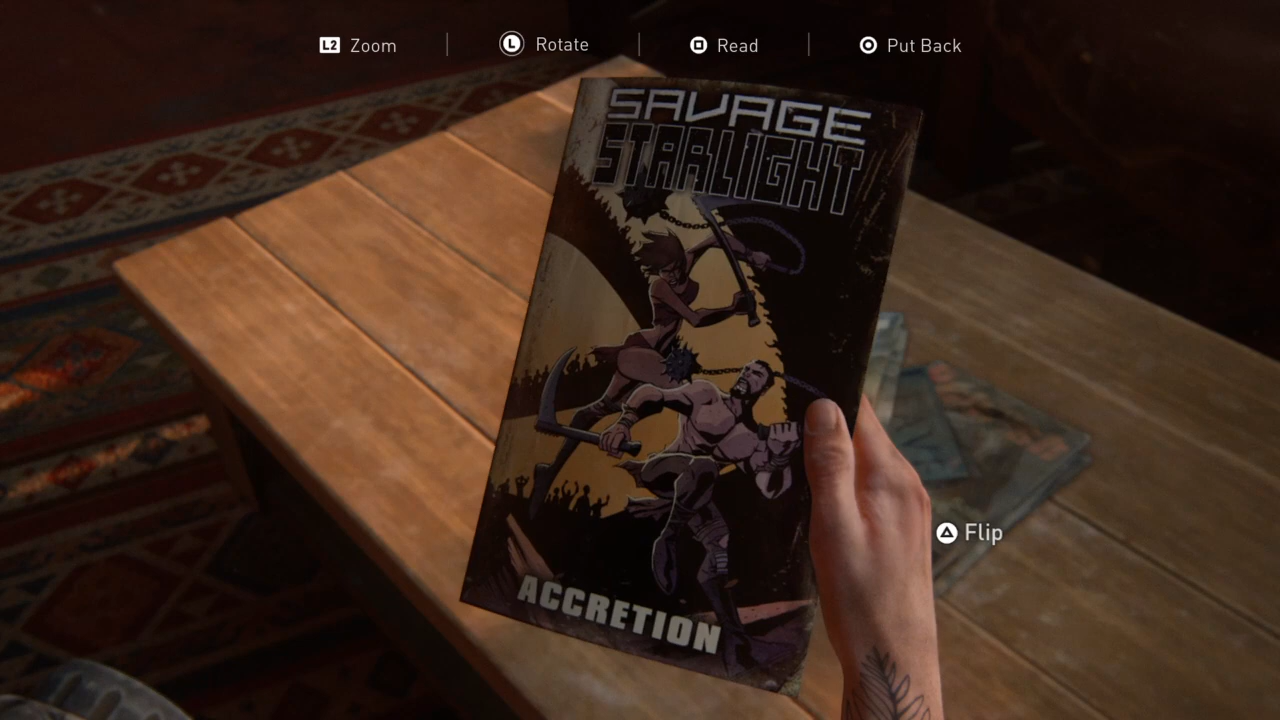 L2 Zoom
L Rotate
Read
Put Back
SAVAGE
STARLIGHT
Flip
ACCRETION